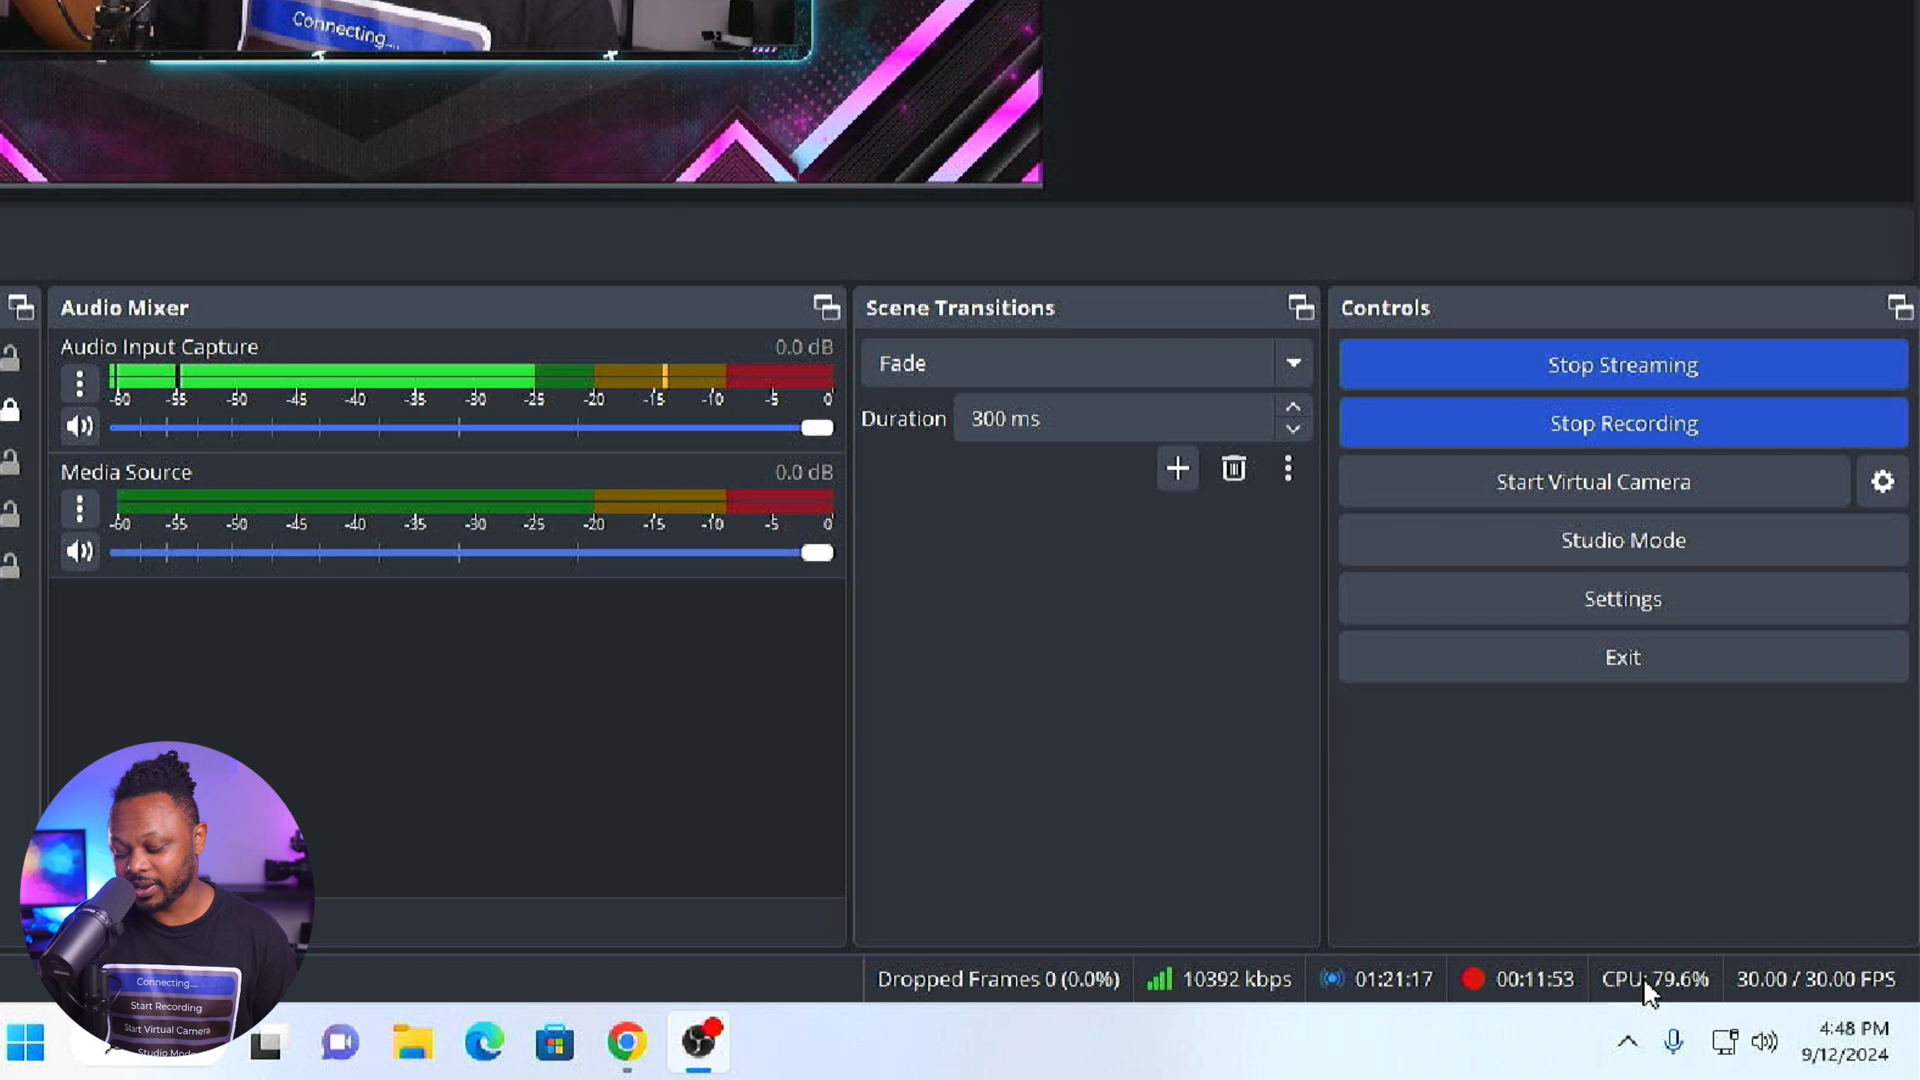 Connecting....
Audio Mixer
Scene Transitions
Controls
Audio Input Capture
0.0 dB
-60 -55 -50 -45 -40 -35 -30 -25 -20 -15 -10 -5 0
Media Source
0.0 dB
-60 -55 -50 -45 -40 -35 -30 -25 -20 -15 -10 -5 0
Fade
Duration
300 ms
Stop Streaming
Stop Recording
Start Virtual Camera
Studio Mode
Settings
Exit
Connecting....
Start Recording
Start Virtual Camera
Studio Mo
Dropped Frames 0 (0.0%)
10392 kbps
01:21:17
00:11:53
CPU: 79.6%
30.00 / 30.00 FPS
4:48 PM
9/12/2024